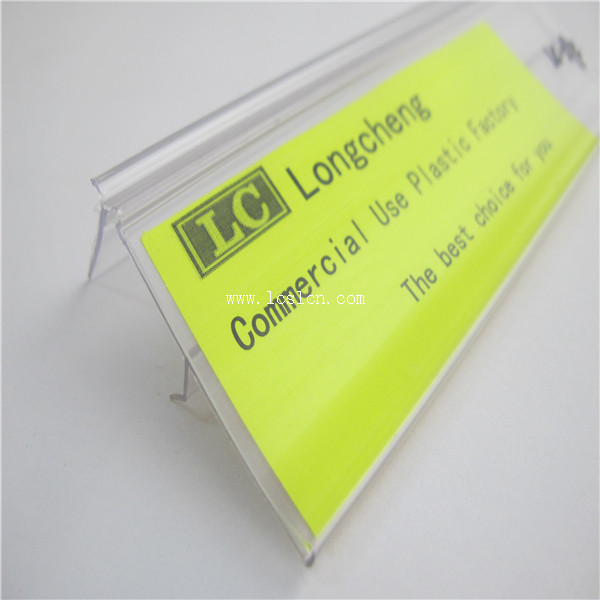 LC Longcheng
Commercial Use Plastic Factory
The best choice for you
www.lcslcn.com